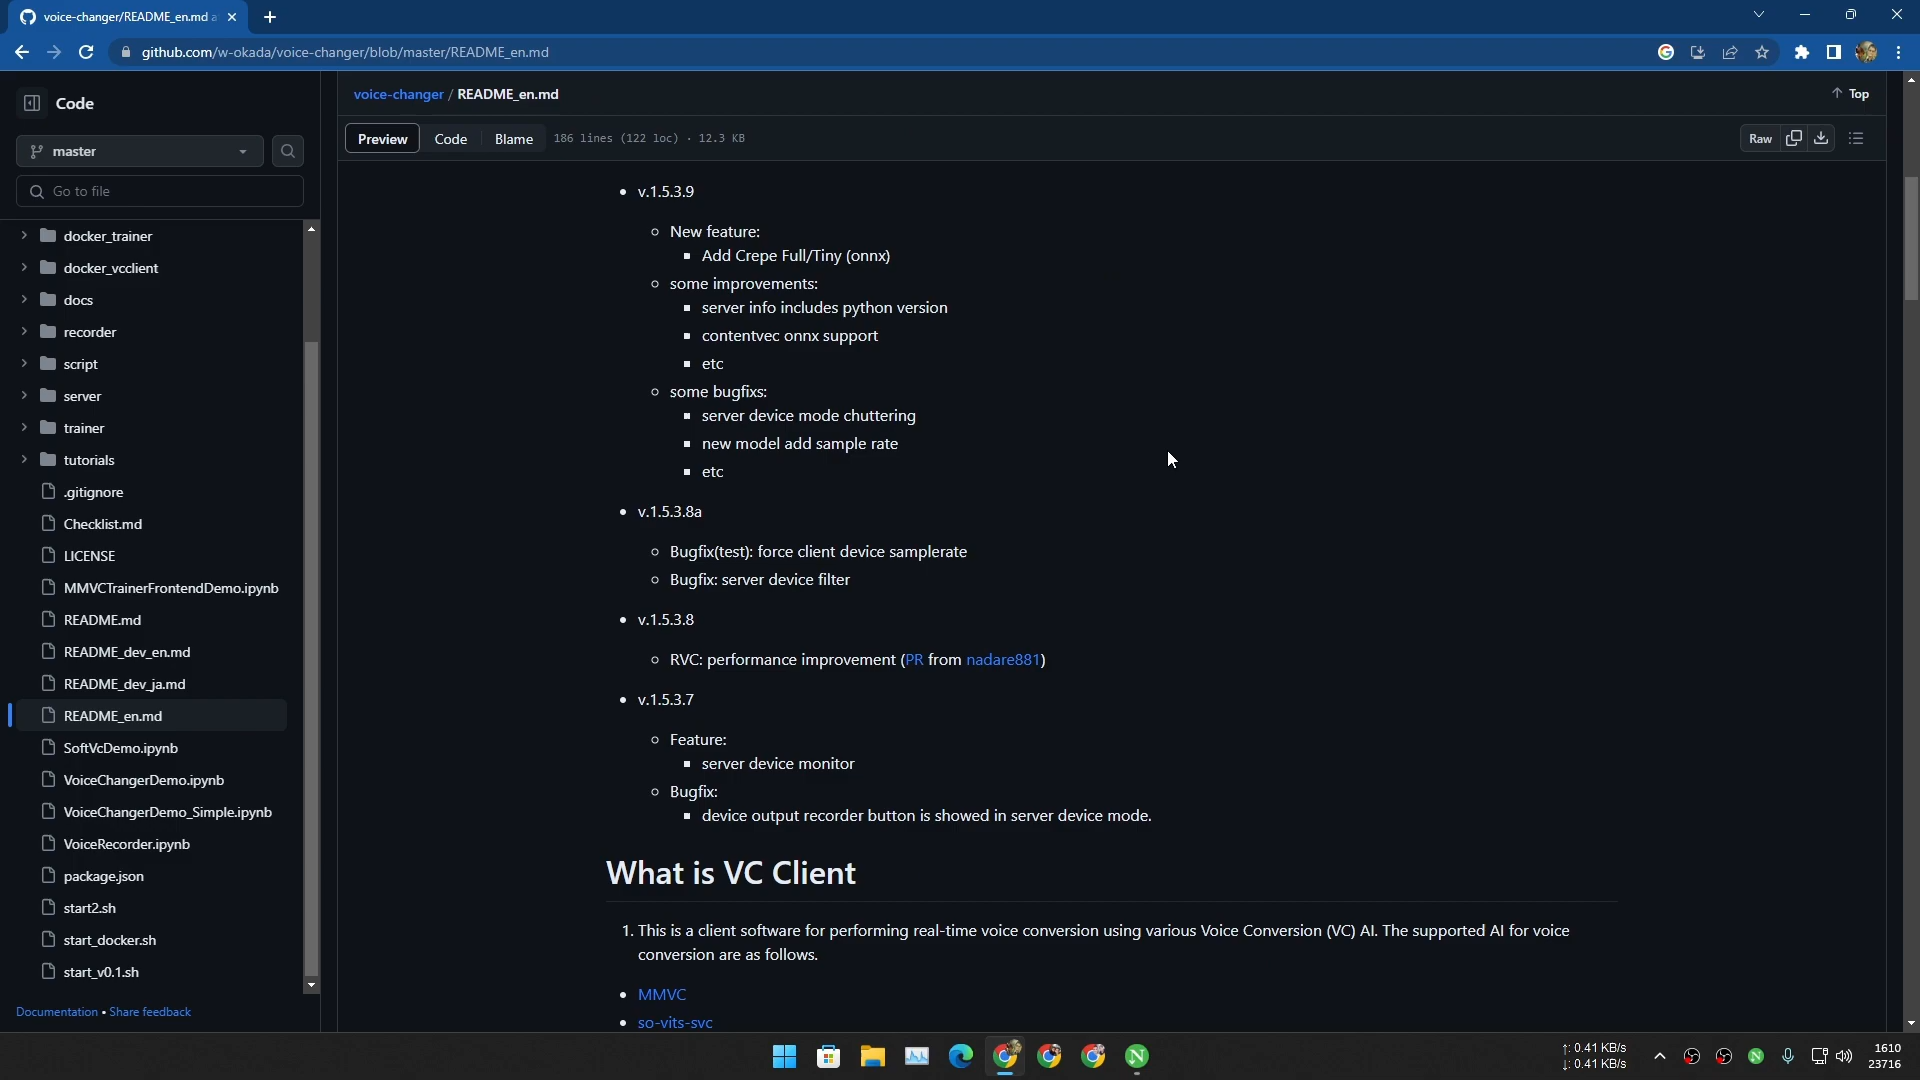 voice-changer/README_en.md a
github.com/w-okada/voice-changer/blob/master/README_en.md
Code
voice-changer / README_en.md
Top
master
Preview
Code
Blame
186 lines (122 loc) · 12.3 KB
Raw
Go to file
docker_trainer
docker_vcclient
docs
recorder
script
server
trainer
tutorials
.gitignore
Checklist.md
LICENSE
MMVCTrainerFrontendDemo.ipynb
README.md
README_dev_en.md
README_dev_ja.md
README_en.md
SoftVcDemo.ipynb
VoiceChangerDemo.ipynb
VoiceChangerDemo_Simple.ipynb
VoiceRecorder.ipynb
package.json
start2.sh
start_docker.sh
start_v0.1.sh
Documentation • Share feedback
v.1.5.3.9
New feature:
Add Crepe Full/Tiny (onnx)
some improvements:
server info includes python version
contentvec onnx support
etc
some bugfixs:
server device mode chuttering
new model add sample rate
etc
v.1.5.3.8a
Bugfix(test): force client device samplerate
Bugfix: server device filter
v.1.5.3.8
RVC: performance improvement (PR from nadare881)
v.1.5.3.7
Feature:
server device monitor
Bugfix:
device output recorder button is showed in server device mode.
What is VC Client
1. This is a client software for performing real-time voice conversion using various Voice Conversion (VC) AI. The supported AI for voice
conversion are as follows.
MMVC
so-vits-svc
↑: 0.41 KB/s
↓: 0.41 KB/s
1610
23716